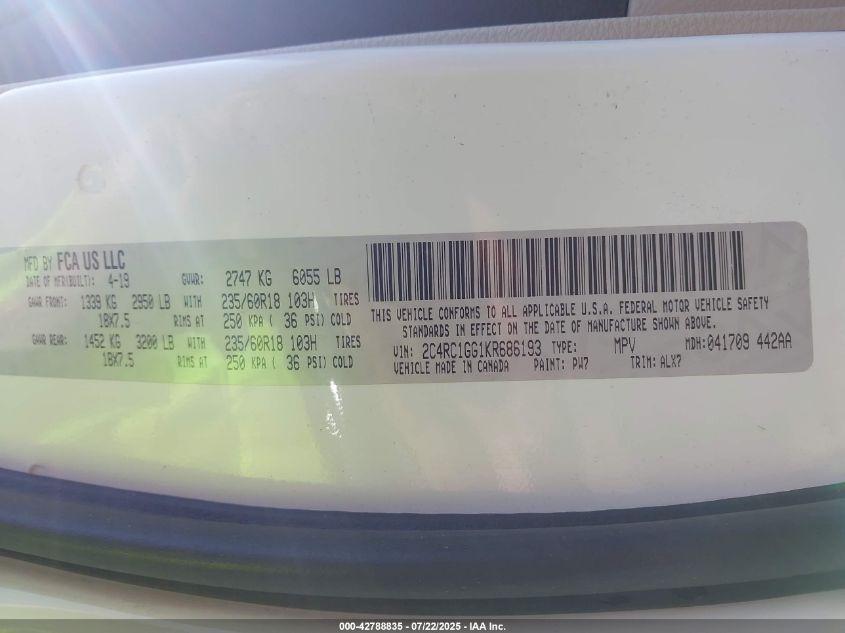 MFD BY FCA US LLC
DATE OF MFR(BUILT): 4-19 GVWR: 2747 KG 6055 LB
GAWR FRONT: 1339 KG 2950 LB WITH 235/60R18 103H TIRES
18X7.5 RIMS AT 250 KPA ( 36 PSI) COLD
GAWR REAR: 1452 KG 3200 LB WITH 235/60R18 103H TIRES
18X7.5 RIMS AT 250 KPA ( 36 PSI) COLD
THIS VEHICLE CONFORMS TO ALL APPLICABLE U.S.A. FEDERAL MOTOR VEHICLE SAFETY
STANDARDS IN EFFECT ON THE DATE OF MANUFACTURE SHOWN ABOVE.
VIN: 2C4RC1GG1KR686193 TYPE: MPV MDH: 041709 442AA
VEHICLE MADE IN CANADA PAINT: PW7 TRIM: ALX7
000-42788835 - 07/22/2025 - IAA Inc.